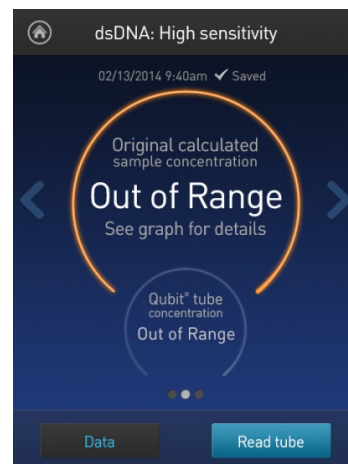 dsDNA: High sensitivity
02/13/2014 9:40am ✓ Saved
Original calculated
sample concentration
Out of Range
See graph for details
Qubit® tube
concentration
Out of Range
Data
Read tube